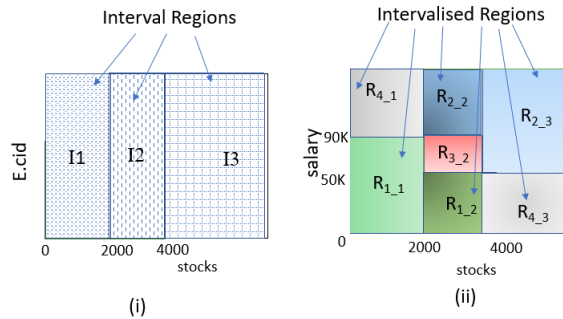 Interval Regions
E.cid
I1
I2
I3
0
2000
4000
stocks
(i)
Intervalised Regions
salary
90K
50K
0
R4_1
R2_2
R2_3
R3_2
R1_1
R1_2
R4_3
2000
4000
stocks
(ii)